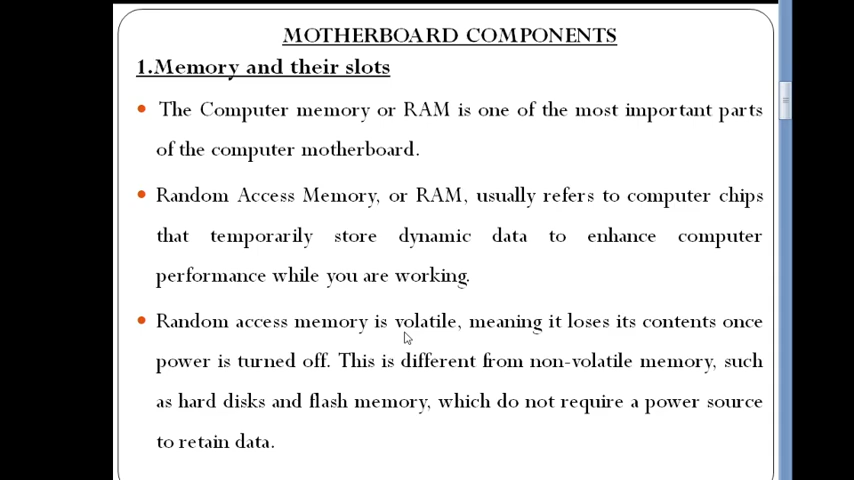 MOTHERBOARD COMPONENTS
1.Memory and their slots
• The Computer memory or RAM is one of the most important parts
of the computer motherboard.
• Random Access Memory, or RAM, usually refers to computer chips
that temporarily store dynamic data to enhance computer
performance while you are working.
• Random access memory is volatile, meaning it loses its contents once
power is turned off. This is different from non-volatile memory, such
as hard disks and flash memory, which do not require a power source
to retain data.